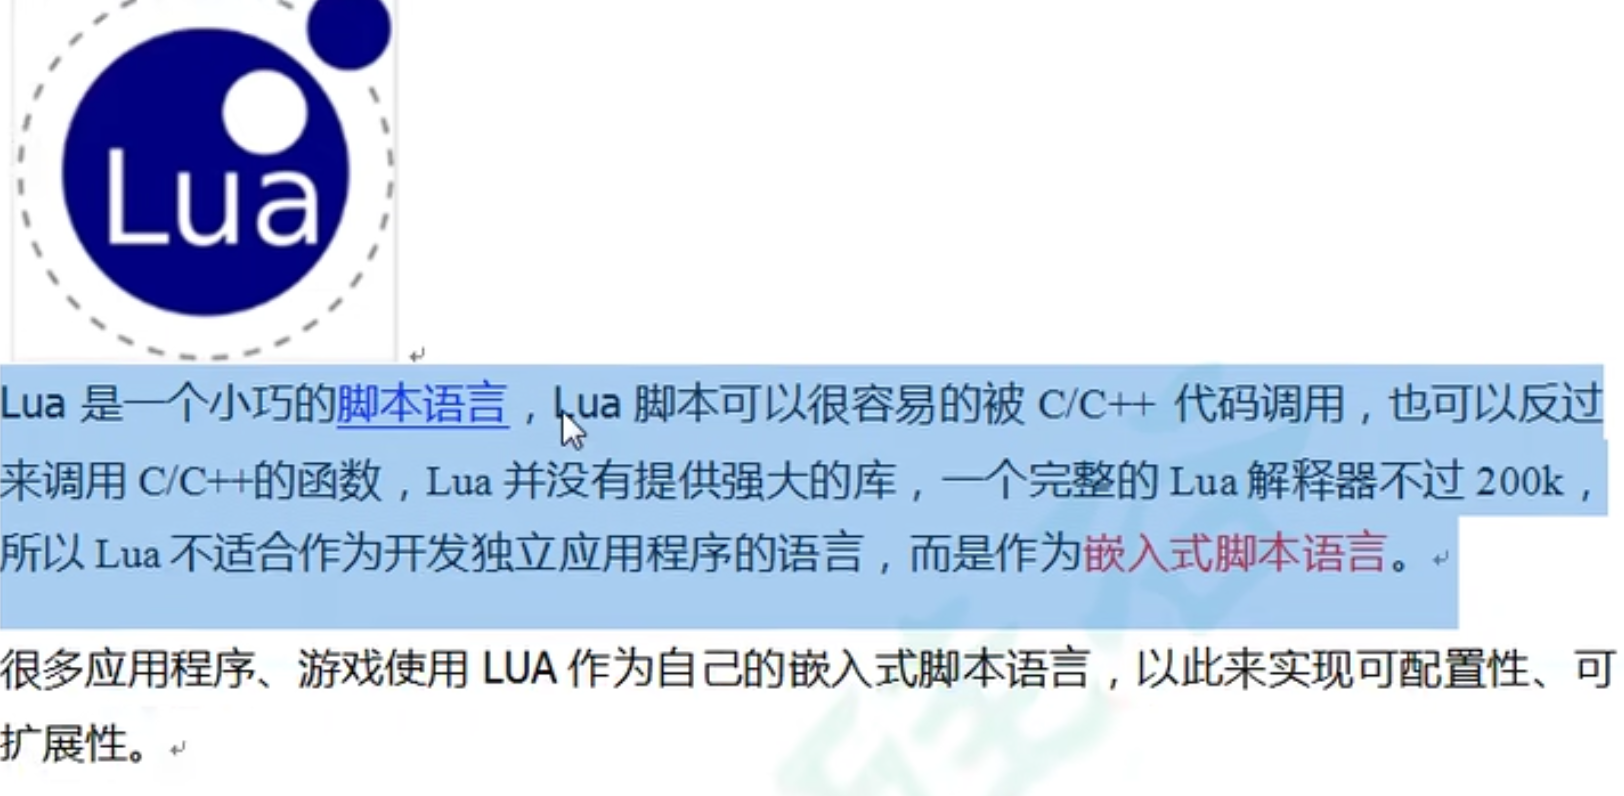 Lua
Lua 是一个小巧的脚本语言，Lua 脚本可以很容易的被 C/C++ 代码调用，也可以反过
来调用 C/C++的函数，Lua 并没有提供强大的库，一个完整的 Lua 解释器不过 200k，
所以 Lua 不适合作为开发独立应用程序的语言，而是作为嵌入式脚本语言。
很多应用程序、游戏使用 LUA 作为自己的嵌入式脚本语言，以此来实现可配置性、可
扩展性。